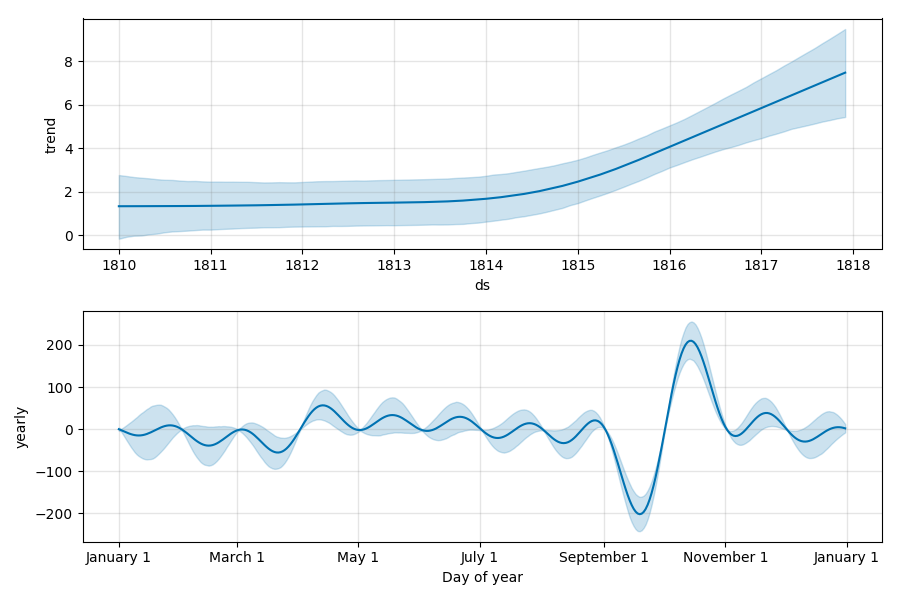 8
6
4
2
0
trend
1810 1811 1812 1813 1814 1815 1816 1817 1818
ds
200
100
0
−100
−200
yearly
January 1 March 1 May 1 July 1 September 1 November 1 January 1
Day of year